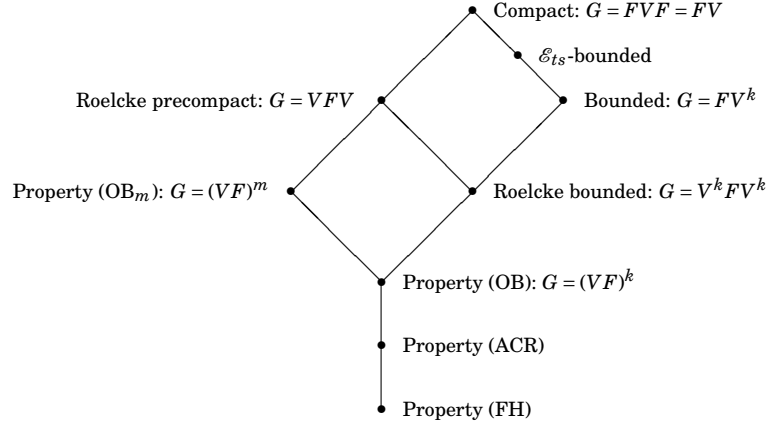 Compact: G = FVF = FV
ℰ_ts-bounded
Roelcke precompact: G = VFV
Bounded: G = FV^k
Property (OB_m): G = (VF)^m
Roelcke bounded: G = V^k FV^k
Property (OB): G = (VF)^k
Property (ACR)
Property (FH)